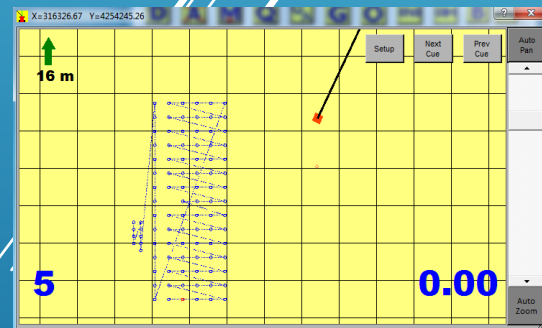 X=316326.67 Y=4254245.26
16 m
Setup
Next
Cue
Prev
Cue
Auto
Pan
5
0.00
Auto
Zoom